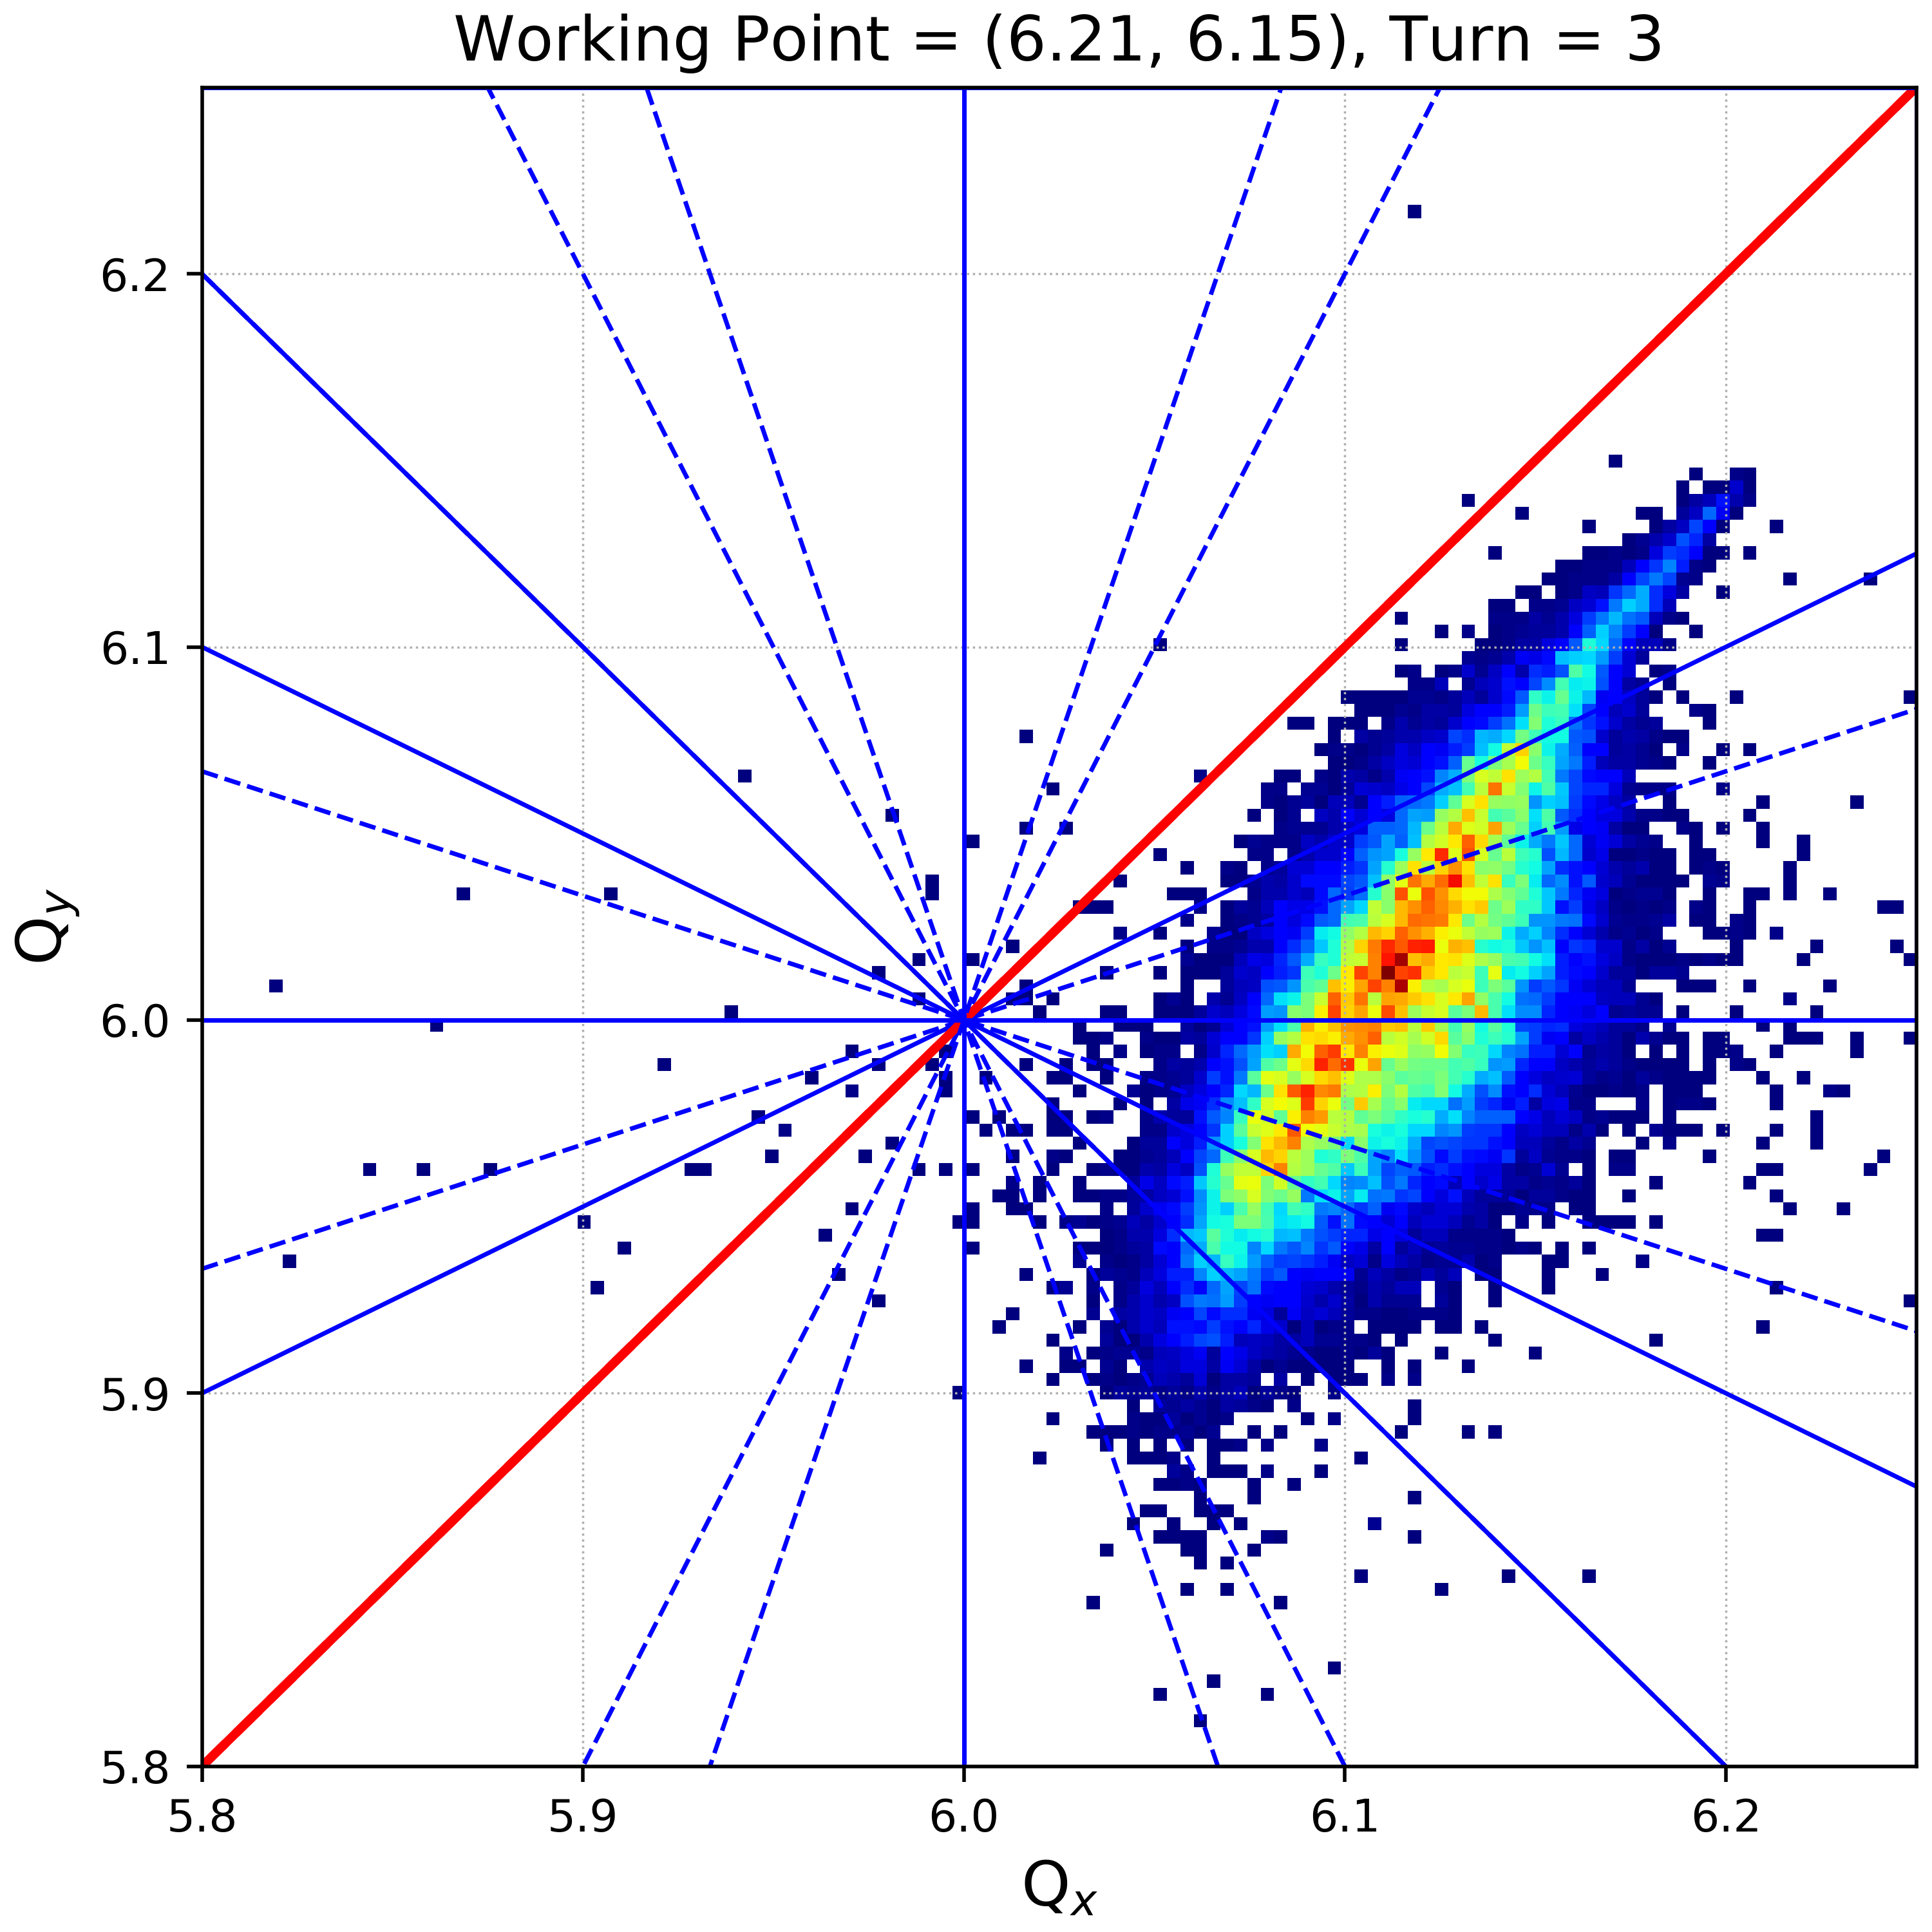 Working Point = (6.21, 6.15), Turn = 3
6.2
6.1
6.0
5.9
5.8
Qy
5.8 5.9 6.0 6.1 6.2
Qx